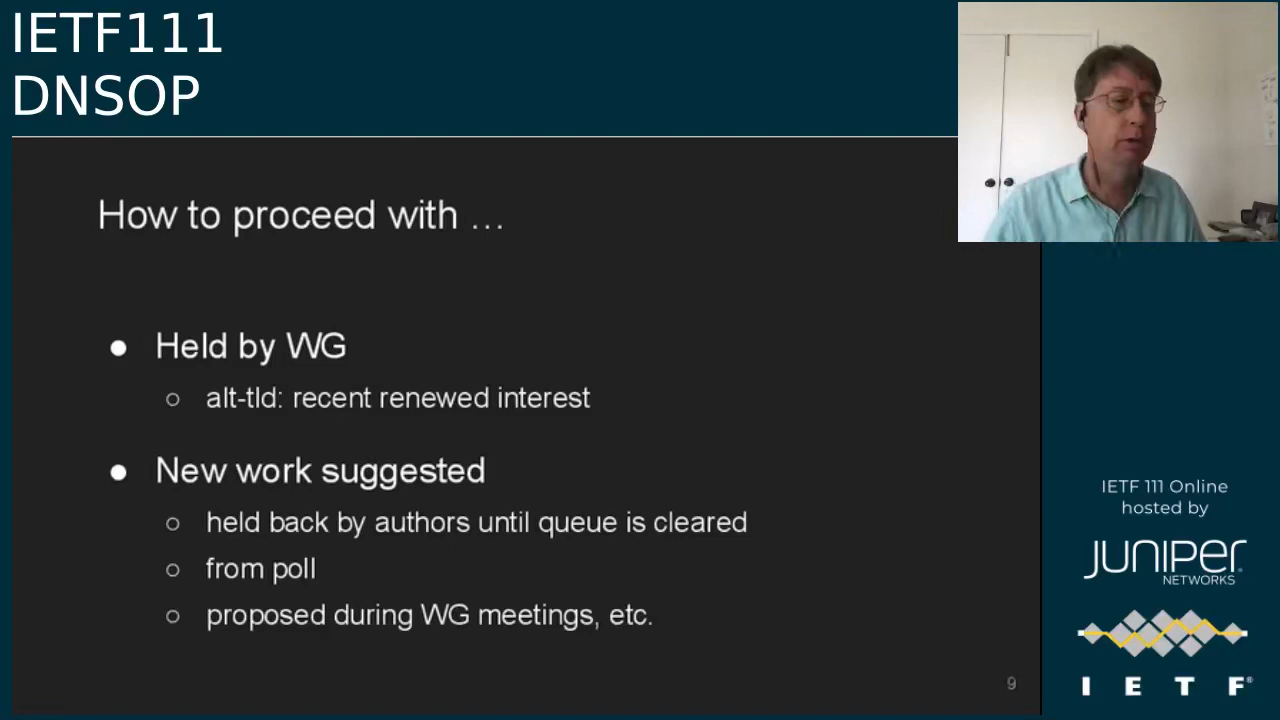 IETF111
DNSOP
How to proceed with …
● Held by WG
○ alt-tld: recent renewed interest
● New work suggested
○ held back by authors until queue is cleared
○ from poll
○ proposed during WG meetings, etc.
9
IETF 111 Online
hosted by
JUNIPER
NETWORKS
I E T F®